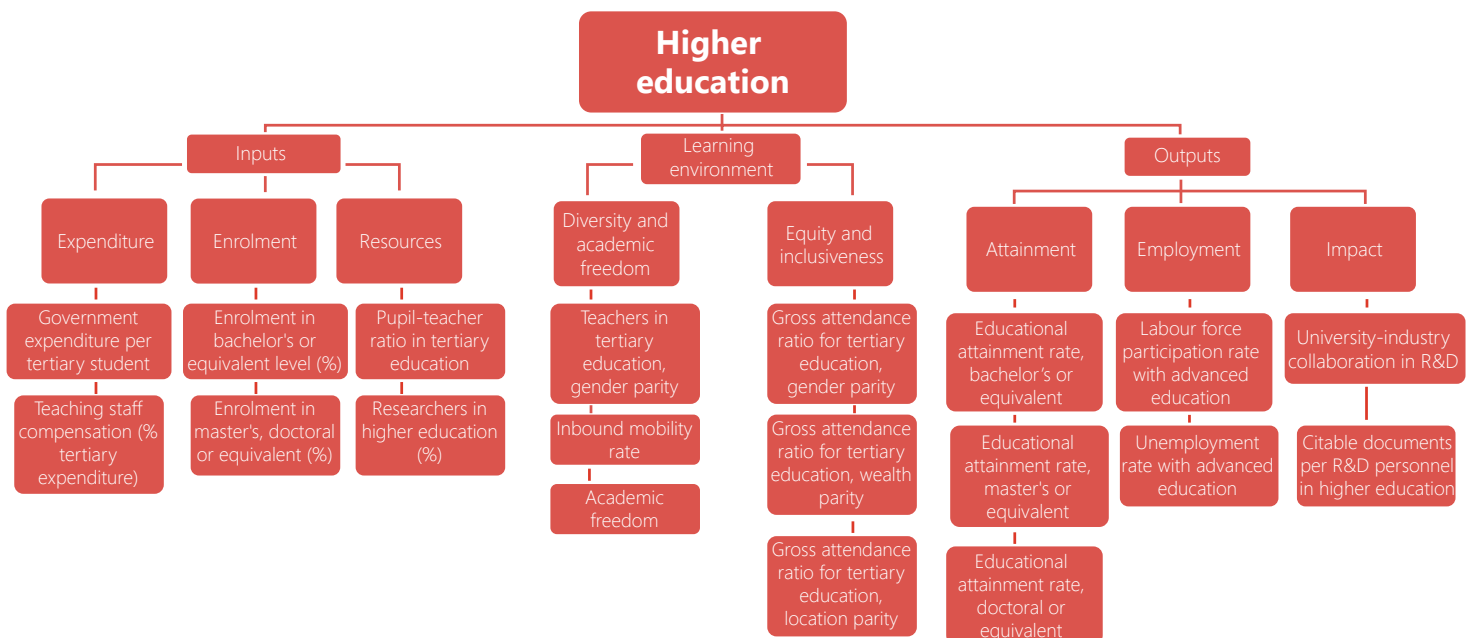 Higher
education
Inputs
Learning
environment
Outputs
Expenditure
Enrolment
Resources
Diversity and
academic
freedom
Equity and
inclusiveness
Attainment
Employment
Impact
Government
expenditure per
tertiary student
Teaching staff
compensation (%
tertiary
expenditure)
Enrolment in
bachelor's or
equivalent level (%)
Enrolment in
master's, doctoral
or equivalent (%)
Pupil-teacher
ratio in tertiary
education
Researchers in
higher education
(%)
Teachers in
tertiary
education,
gender parity
Inbound mobility
rate
Academic
freedom
Gross attendance
ratio for tertiary
education,
gender parity
Gross attendance
ratio for tertiary
education, wealth
parity
Gross attendance
ratio for tertiary
education,
location parity
Educational
attainment rate,
bachelor’s or
equivalent
Educational
attainment rate,
master's or
equivalent
Educational
attainment rate,
doctoral or
equivalent
Labour force
participation rate
with advanced
education
Unemployment
rate with advanced
education
University-industry
collaboration in R&D
Citable documents
per R&D personnel
in higher education